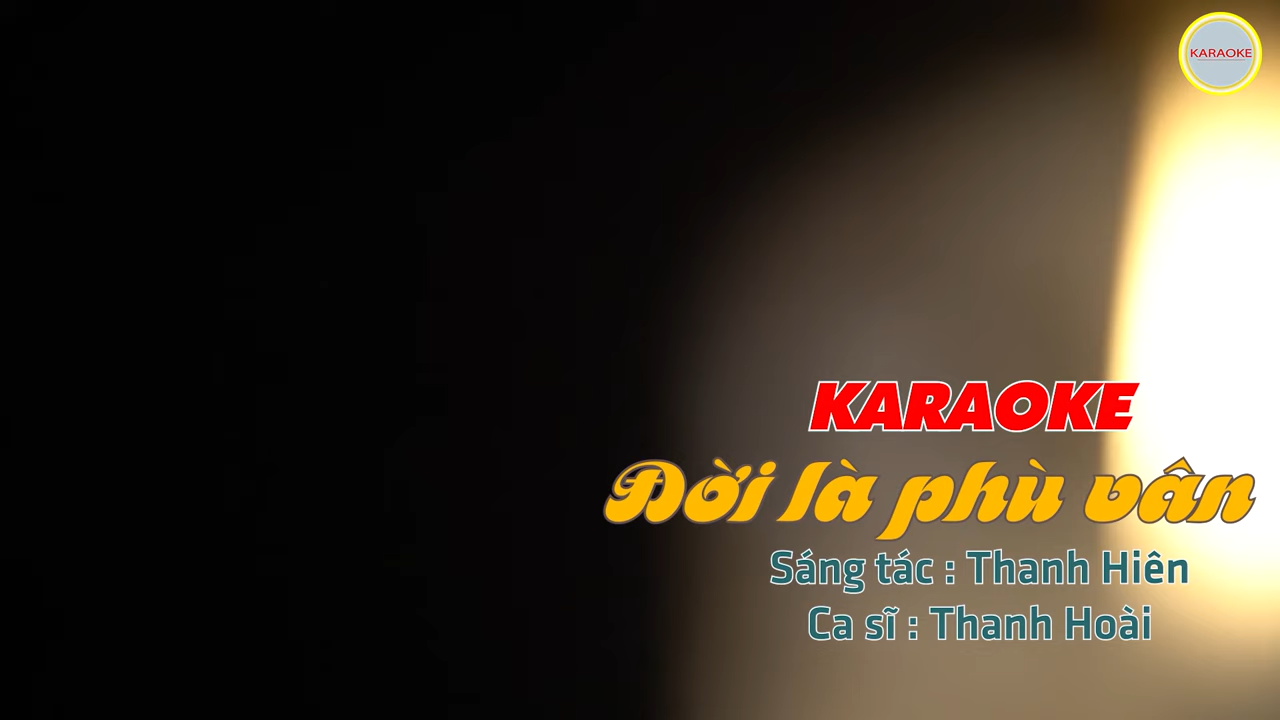 KARAOKE
KARAOKE
Đời là phù vân
Sáng tác : Thanh Hiên
Ca sĩ : Thanh Hoài